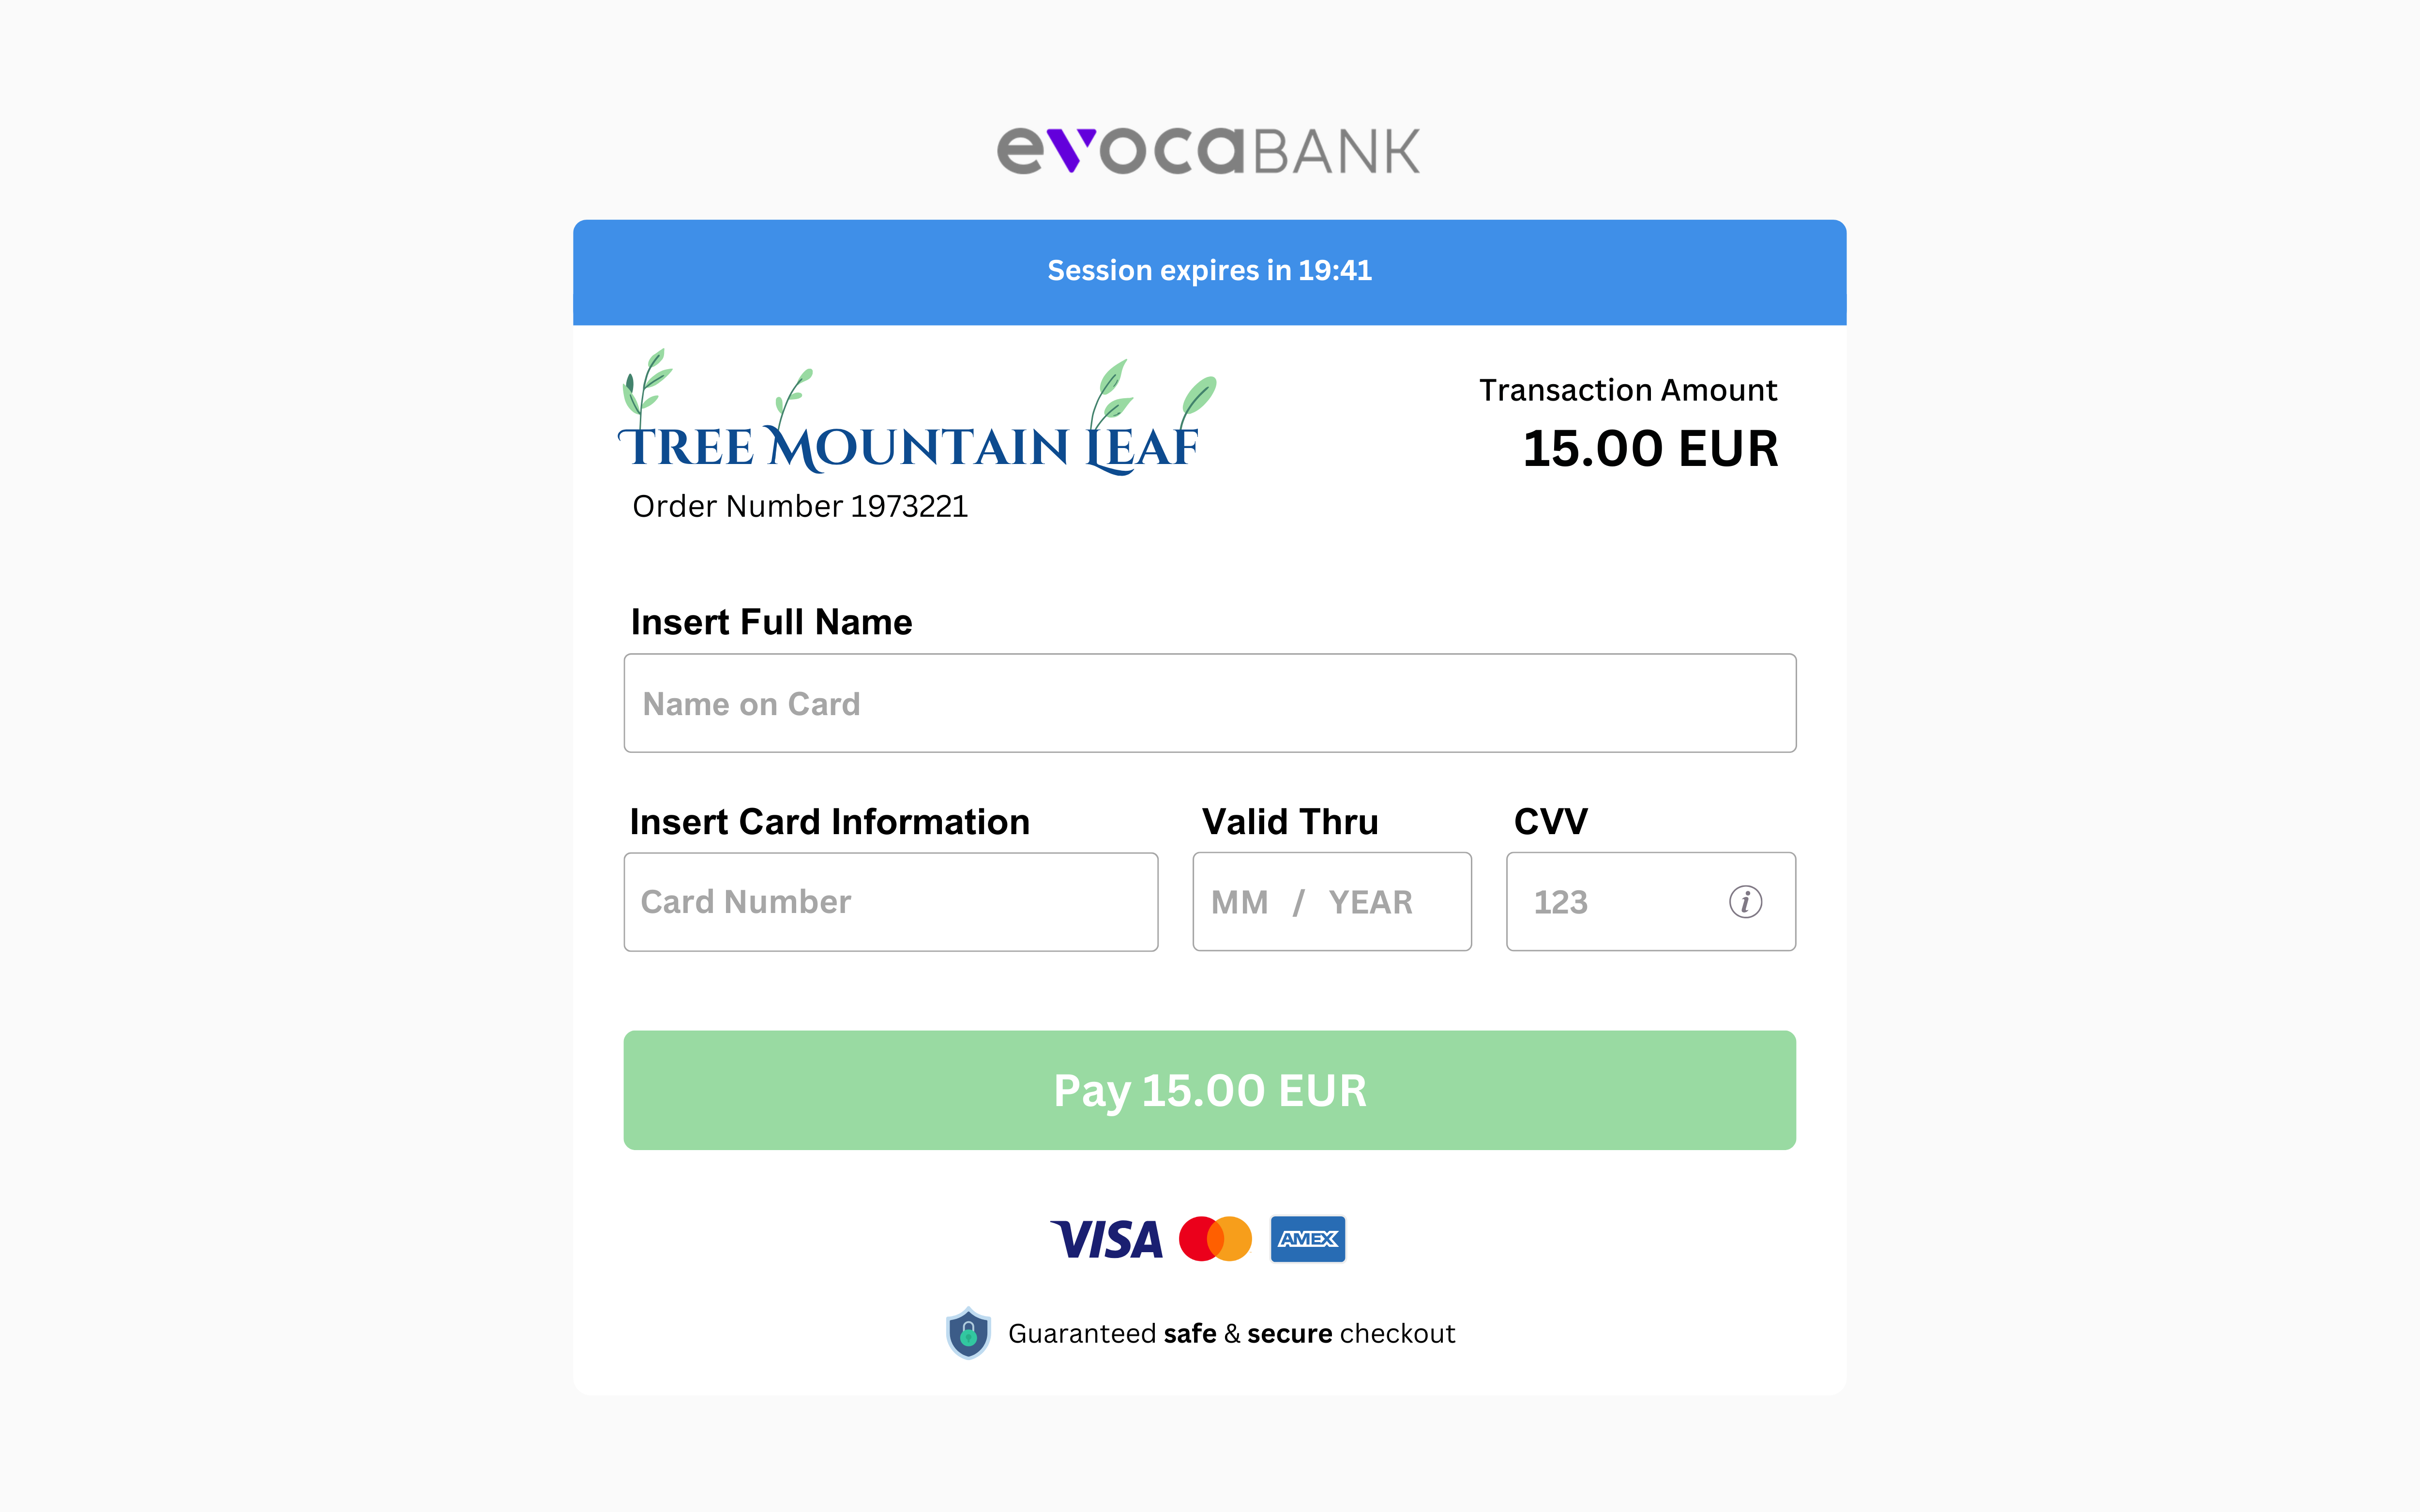 evocaBANK
Session expires in 19:41
TREE MOUNTAIN LEAF
Transaction Amount
15.00 EUR
Order Number 1973221
Insert Full Name
Name on Card
Insert Card Information
Valid Thru
CVV
Card Number
MM / YEAR
123
i
Pay 15.00 EUR
VISA
AMEX
Guaranteed safe & secure checkout